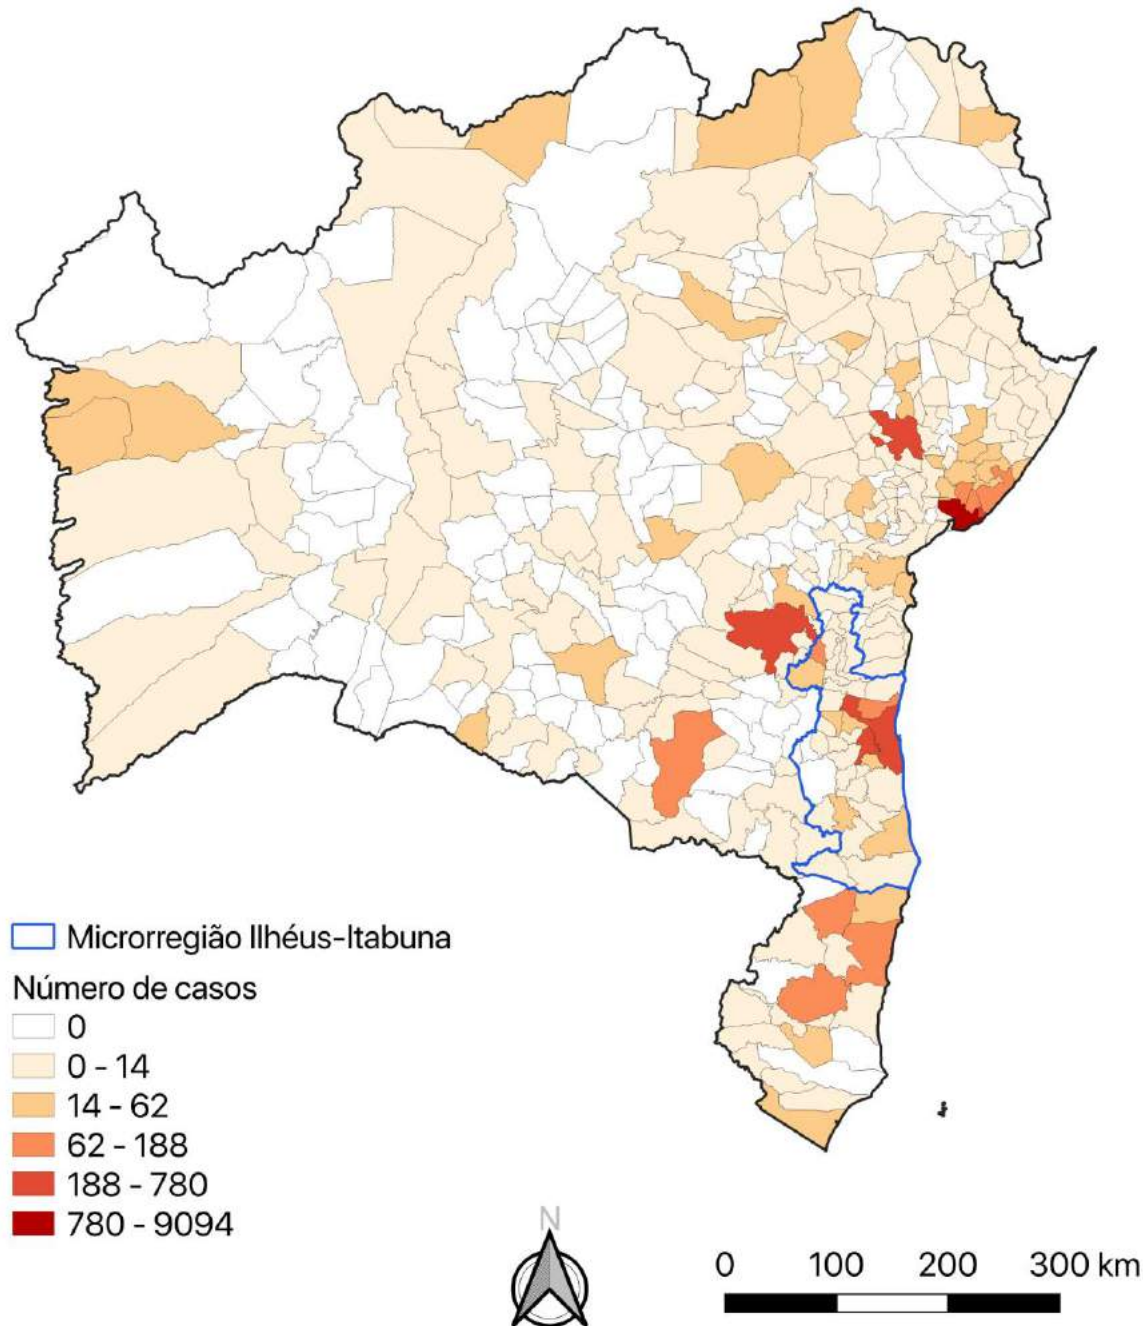 Microrregião Ilhéus-Itabuna
Número de casos
0
0 - 14
14 - 62
62 - 188
188 - 780
780 - 9094
N
0 100 200 300 km